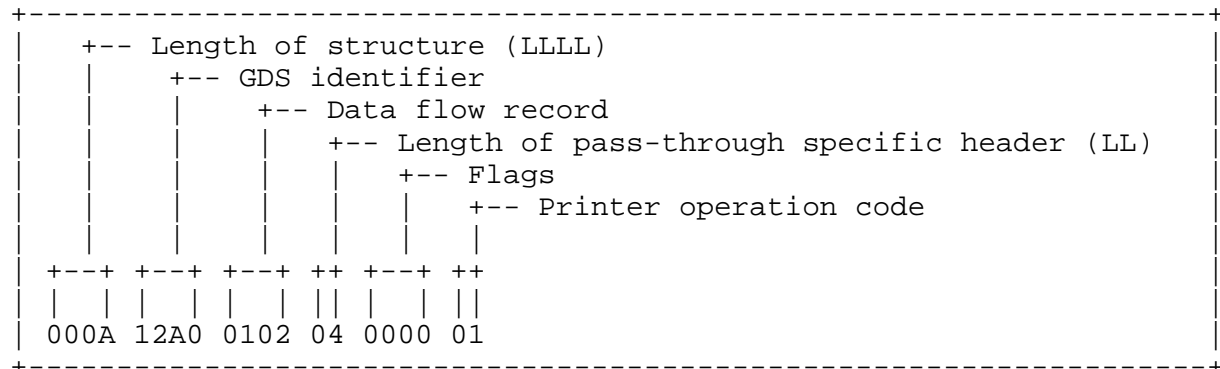 +------------------------------------------------------------------+
|   +-- Length of structure (LLLL)                                 |
|   |    +-- GDS identifier                                        |
|   |    |    +-- Data flow record                                 |
|   |    |    |   +-- Length of pass-through specific header (LL)  |
|   |    |    |   |   +-- Flags                                    |
|   |    |    |   |   |   +-- Printer operation code               |
|   |    |    |   |   |   |                                        |
| +--+ +--+ +--+ ++ +--+ ++                                        |
| |  | |  | |  | || |  | ||                                        |
| 000A 12A0 0102 04 0000 01                                        |
+------------------------------------------------------------------+